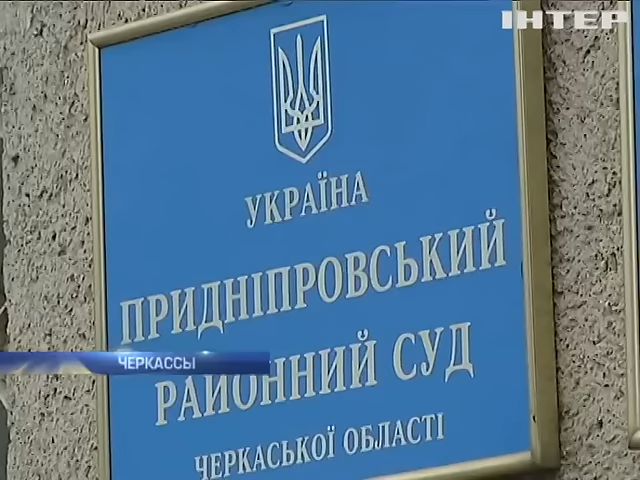 ІНТЕР
УКРАЇНА
ПРИДНІПРОВСЬКИЙ
РАЙОННИЙ СУД
ЧЕРКАССЫ
ЧЕРКАСЬКОЇ ОБЛАСТІ